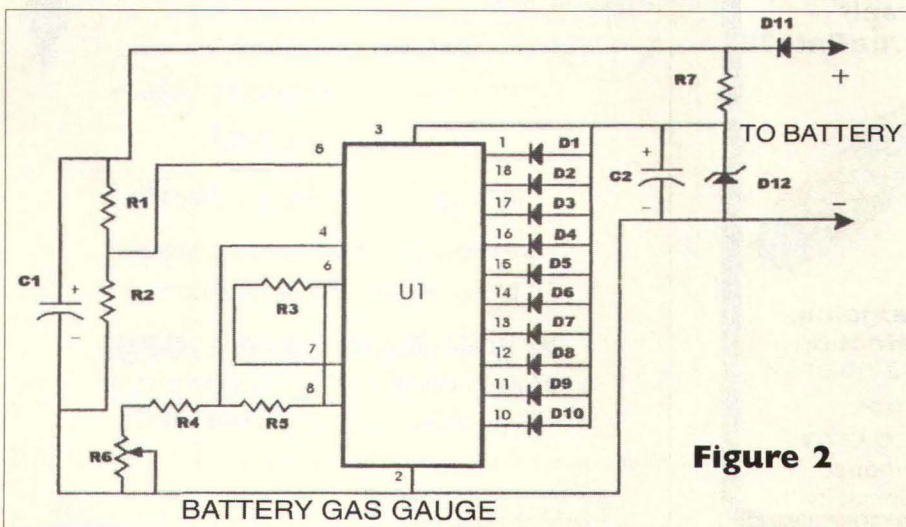 D11
R7
+
3
TO BATTERY
5
1 D1
C2 +
18 D2
D12
R1
17 D3
-
-
4
16 D4
6
15 D5
C1
R3
U1
14 D6
+
R2
13 D7
-
7
12 D8
8
11 D9
R4
R5
10 D10
R6
2
Figure 2
BATTERY GAS GAUGE